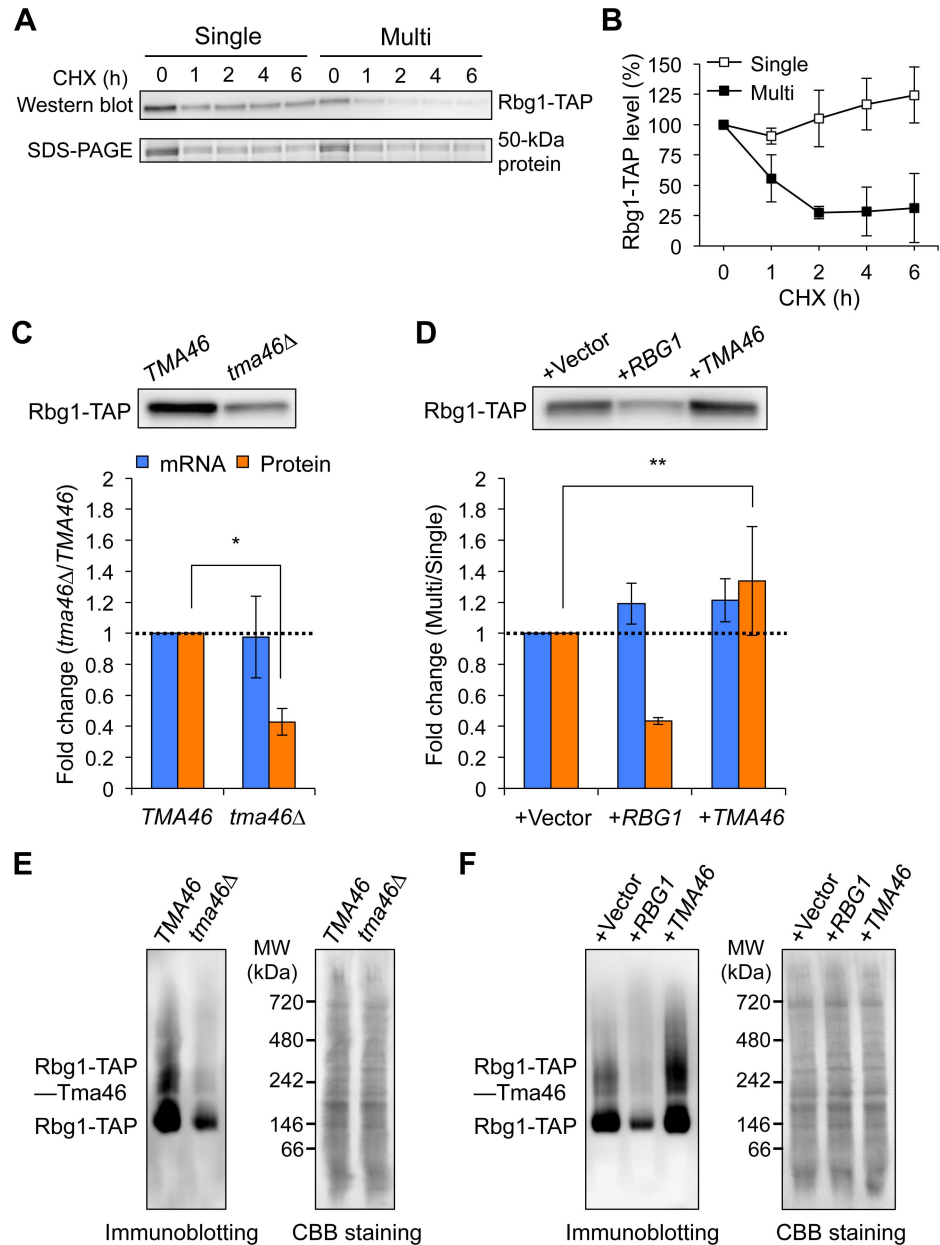 A
Single Multi
CHX (h) 0 1 2 4 6 0 1 2 4 6
Western blot Rbg1-TAP
SDS-PAGE 50-kDa
protein
B
Rbg1-TAP level (%)
150
125
100
75
50
25
0
Single
Multi
0 1 2 4 6
CHX (h)
C
TMA46 tma46Δ
Rbg1-TAP
mRNA Protein
Fold change (tma46Δ/TMA46)
2
1.8
1.6
1.4
1.2
1
0.8
0.6
0.4
0.2
0
*
TMA46 tma46Δ
D
+Vector +RBG1 +TMA46
Rbg1-TAP
Fold change (Multi/Single)
2
1.8
1.6
1.4
1.2
1
0.8
0.6
0.4
0.2
0
**
+Vector +RBG1 +TMA46
E
TMA46 tma46Δ
Rbg1-TAP
—Tma46
Rbg1-TAP
Immunoblotting
MW
(kDa)
720
480
242
146
66
TMA46 tma46Δ
CBB staining
F
+Vector +RBG1 +TMA46
Rbg1-TAP
—Tma46
Rbg1-TAP
Immunoblotting
MW
(kDa)
720
480
242
146
66
+Vector +RBG1 +TMA46
CBB staining